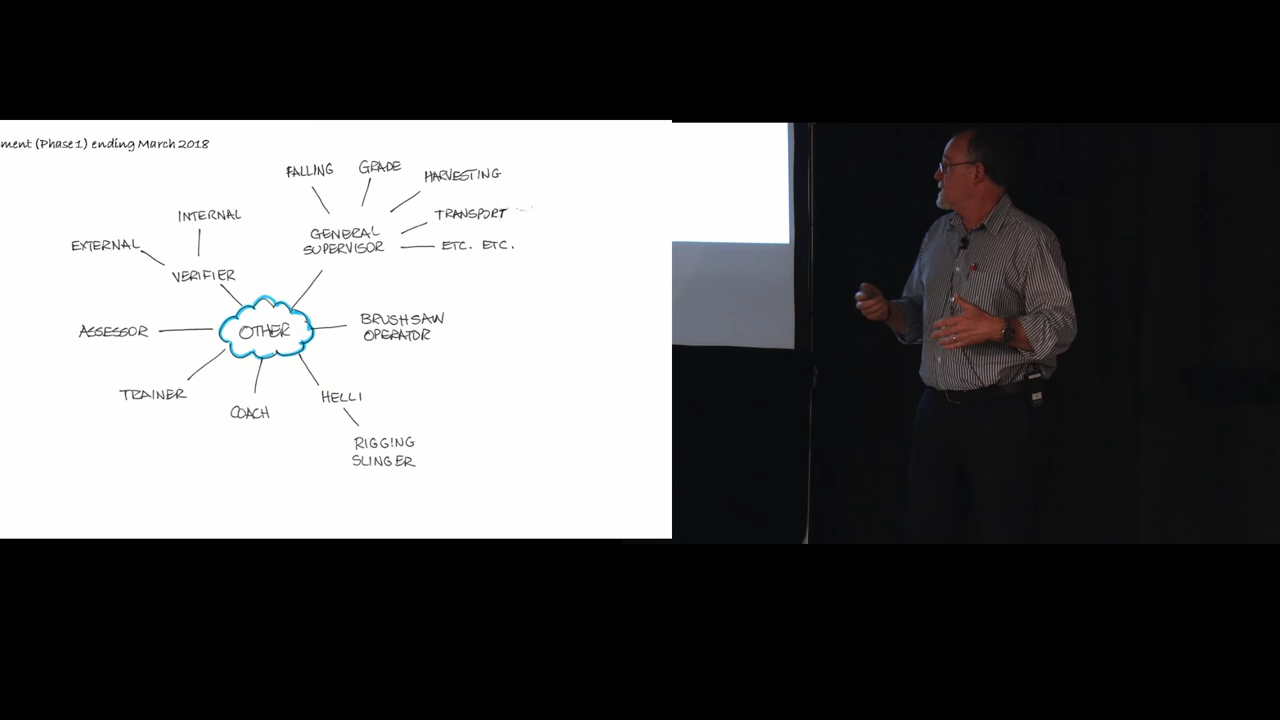 ment (Phase 1) ending March 2018
FALLING
GRADE
HARVESTING
INTERNAL
TRANSPORT
EXTERNAL
GENERAL
SUPERVISOR
ETC. ETC.
VERIFIER
ASSESSOR
OTHER
BRUSHSAW
OPERATOR
TRAINER
COACH
HELLI
RIGGING
SLINGER